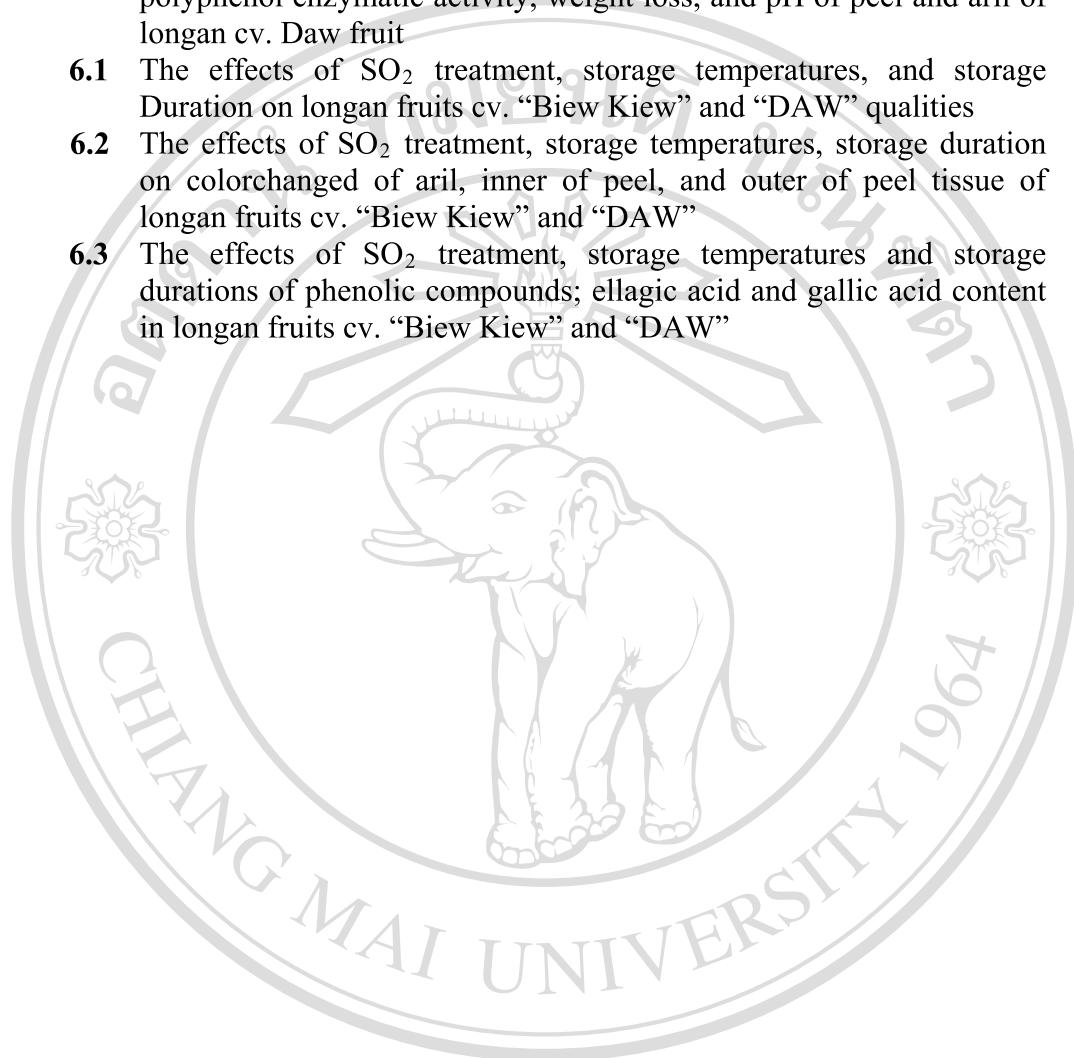 polyphenol enzymatic activity, weight loss, and pH of peel and aril of
longan cv. Daw fruit
6.1 The effects of SO₂ treatment, storage temperatures, and storage
Duration on longan fruits cv. “Biew Kiew” and “DAW” qualities
6.2 The effects of SO₂ treatment, storage temperatures, storage duration
on colorchanged of aril, inner of peel, and outer of peel tissue of
longan fruits cv. “Biew Kiew” and “DAW”
6.3 The effects of SO₂ treatment, storage temperatures and storage
durations of phenolic compounds; ellagic acid and gallic acid content
in longan fruits cv. “Biew Kiew” and “DAW”
CHIANG MAI UNIVERSITY 1964